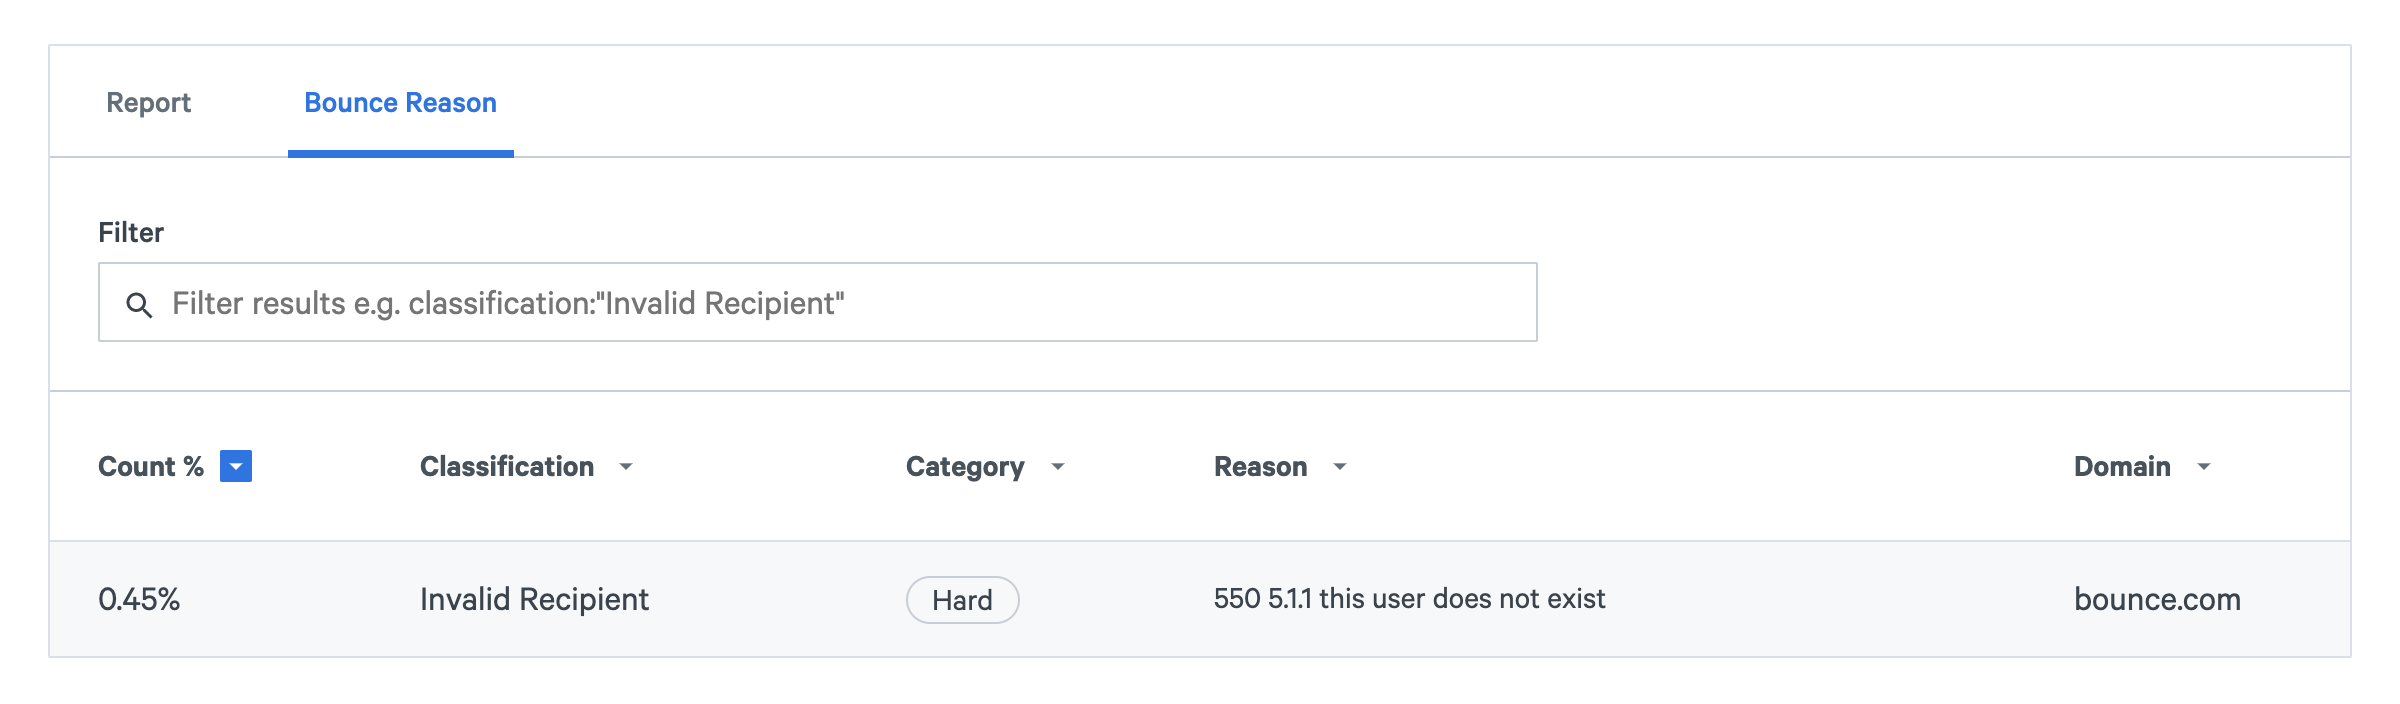 Report Bounce Reason
Filter
Filter results e.g. classification:"Invalid Recipient"
Count % Classification Category Reason Domain
0.45% Invalid Recipient Hard 550 5.1.1 this user does not exist bounce.com